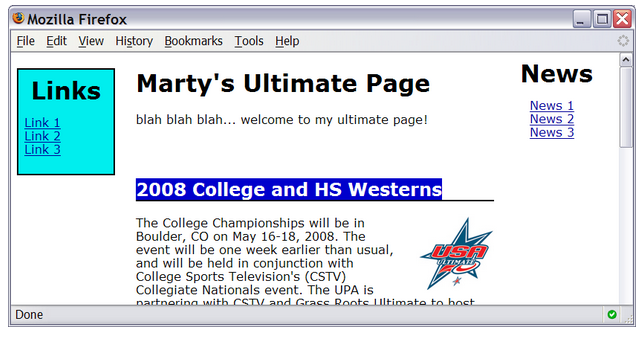 Mozilla Firefox
File Edit View History Bookmarks Tools Help
Links
Link 1
Link 2
Link 3
Marty's Ultimate Page
blah blah blah... welcome to my ultimate page!
News
News 1
News 2
News 3
2008 College and HS Westerns
The College Championships will be in
Boulder, CO on May 16-18, 2008. The
event will be one week earlier than usual,
and will be held in conjunction with
College Sports Television's (CSTV)
Collegiate Nationals event. The UPA is
partnering with CSTV and Grass Roots Ultimate to host
USA
ULTIMATE
Done